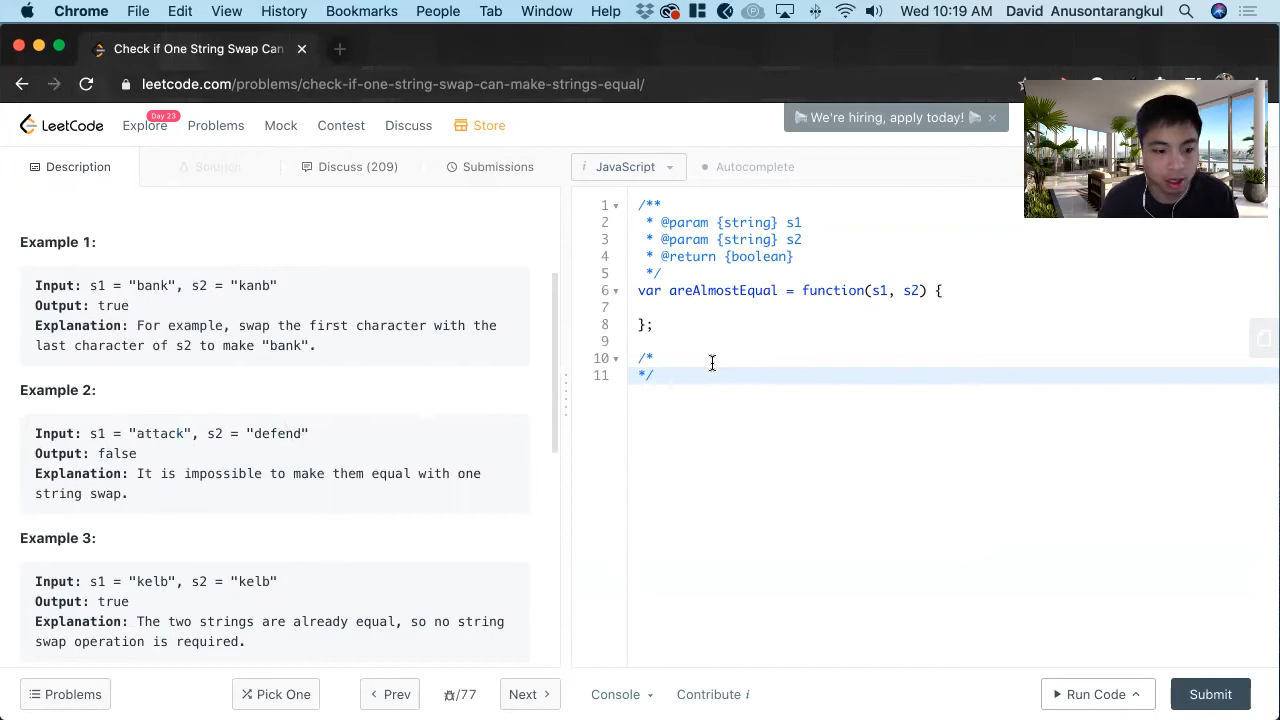 Chrome File Edit View History Bookmarks People Tab Window Help Wed 10:19 AM David Anusontarangkul
Check if One String Swap Can
leetcode.com/problems/check-if-one-string-swap-can-make-strings-equal/
LeetCode Explore Day 23 Problems Mock Contest Discuss Store
We're hiring, apply today!
Description Solution Discuss (209) Submiss
i JavaScript Autocomplete
Example 1:
Input: s1 = "bank", s2 = "kanb"
Output: true
Explanation: For example, swap the first character with the
last character of s2 to make "bank".
Example 2:
Input: s1 = "attack", s2 = "defend"
Output: false
Explanation: It is impossible to make them equal with one
string swap.
Example 3:
Input: s1 = "kelb", s2 = "kelb"
Output: true
Explanation: The two strings are already equal, so no string
swap operation is required.
1 /**
2 * @param {string} s1
3 * @param {string} s2
4 * @return {boolean}
5 */
6 var areAlmostEqual = function(s1, s2) {
7
8 };
9
10 /*
11 */
Problems Pick One Prev /77 Next Console Contribute i Run Code Submit